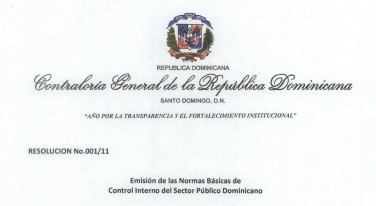 REPUBLICA DOMINICANA
Contraloría General de la República Dominicana
SANTO DOMINGO, D.N.
"AÑO POR LA TRANSPARENCIA Y EL FORTALECIMIENTO INSTITUCIONAL"
RESOLUCION No.001/11
Emisión de las Normas Básicas de
Control Interno del Sector Público Dominicano